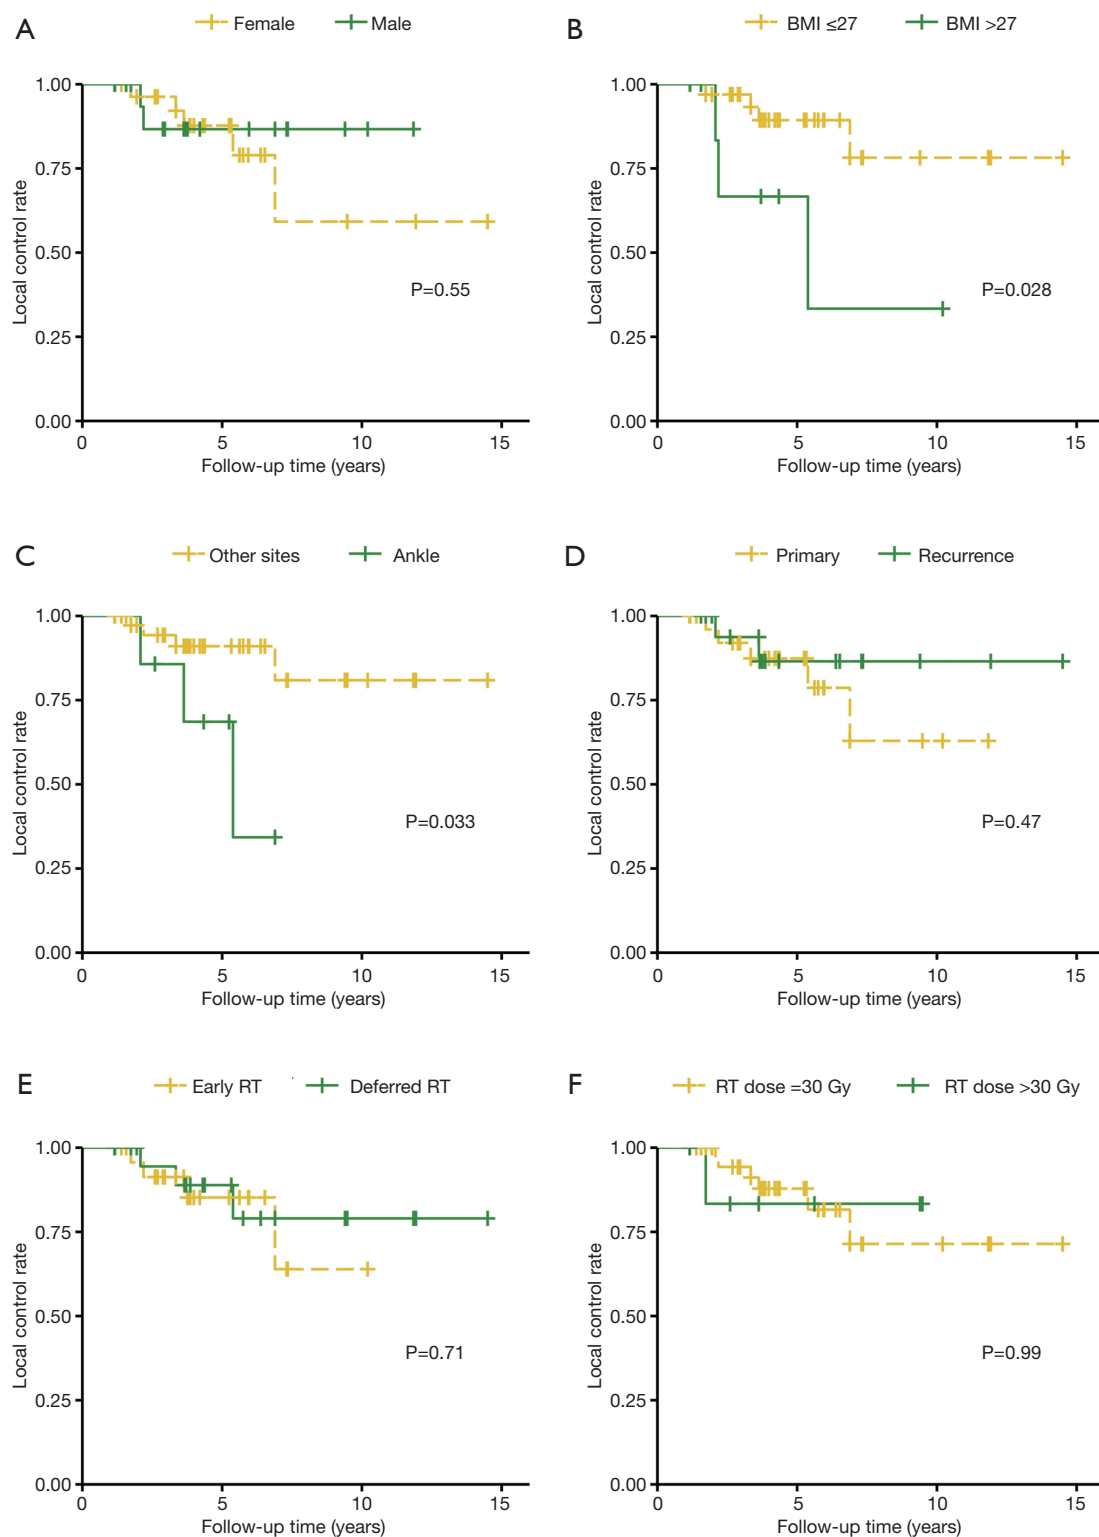 A
Female Male
1.00
0.75
0.50
0.25
0.00
Local control rate
P=0.55
0 5 10 15
Follow-up time (years)
B
BMI ≤27 BMI >27
1.00
0.75
0.50
0.25
0.00
Local control rate
P=0.028
0 5 10 15
Follow-up time (years)
C
Other sites Ankle
1.00
0.75
0.50
0.25
0.00
Local control rate
P=0.033
0 5 10 15
Follow-up time (years)
D
Primary Recurrence
1.00
0.75
0.50
0.25
0.00
Local control rate
P=0.47
0 5 10 15
Follow-up time (years)
E
Early RT Deferred RT
1.00
0.75
0.50
0.25
0.00
Local control rate
P=0.71
0 5 10 15
Follow-up time (years)
F
RT dose =30 Gy RT dose >30 Gy
1.00
0.75
0.50
0.25
0.00
Local control rate
P=0.99
0 5 10 15
Follow-up time (years)